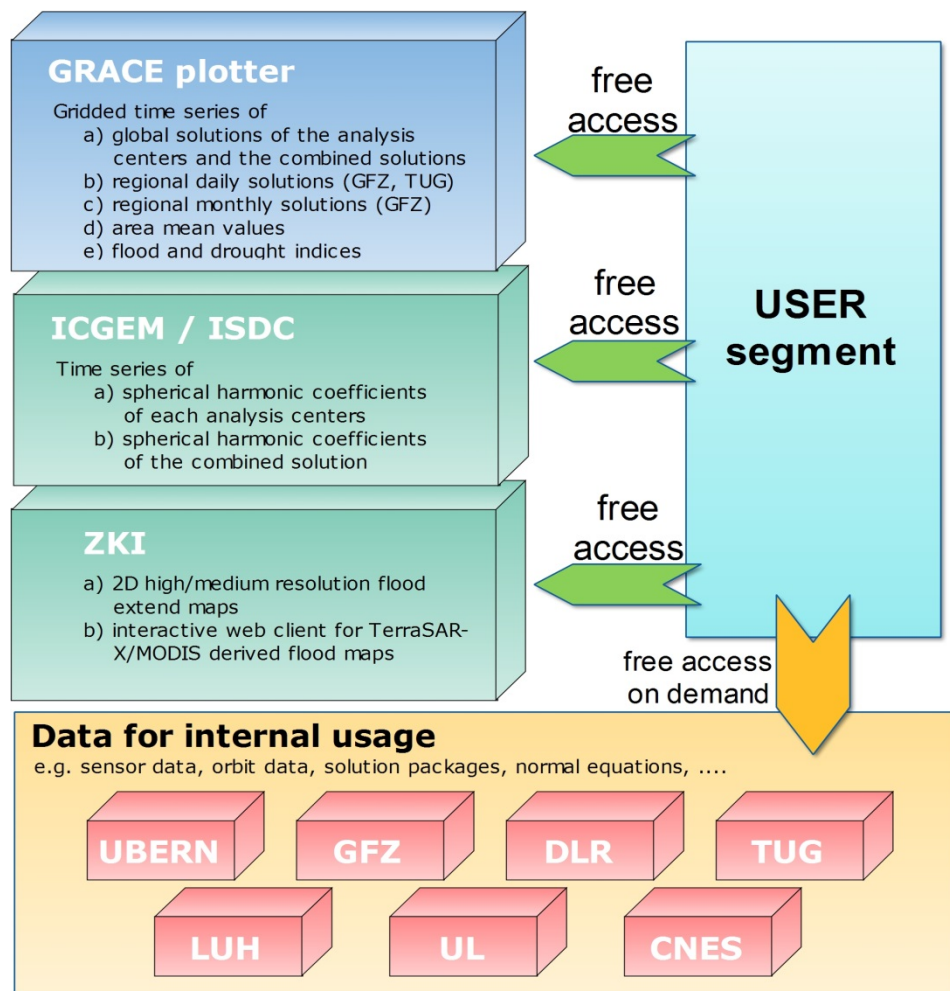 GRACE plotter
Gridded time series of
a) global solutions of the analysis
centers and the combined solutions
b) regional daily solutions (GFZ, TUG)
c) regional monthly solutions (GFZ)
d) area mean values
e) flood and drought indices
free
access
ICGEM / ISDC
Time series of
a) spherical harmonic coefficients
of each analysis centers
b) spherical harmonic coefficients
of the combined solution
free
access
USER
segment
ZKI
a) 2D high/medium resolution flood
extend maps
b) interactive web client for TerraSAR-
X/MODIS derived flood maps
free
access
free access
on demand
Data for internal usage
e.g. sensor data, orbit data, solution packages, normal equations, ....
UBERN
GFZ
DLR
TUG
LUH
UL
CNES